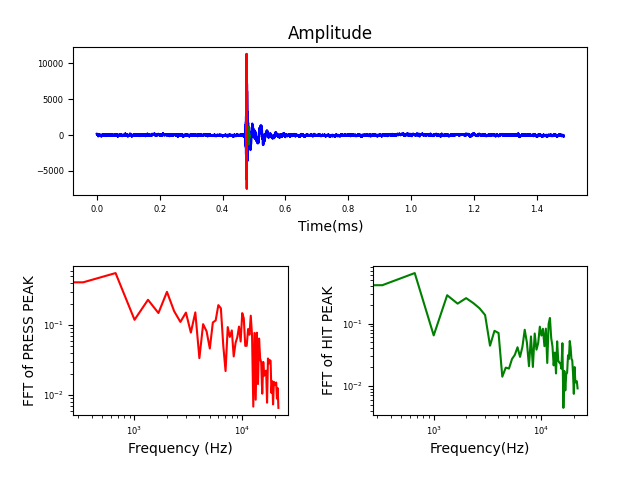 Amplitude
10000
5000
0
−5000
0.0 0.2 0.4 0.6 0.8 1.0 1.2 1.4
Time(ms)
FFT of PRESS PEAK
10⁻¹
10⁻²
10³ 10⁴
Frequency (Hz)
FFT of HIT PEAK
10⁻¹
10⁻²
10³ 10⁴
Frequency(Hz)